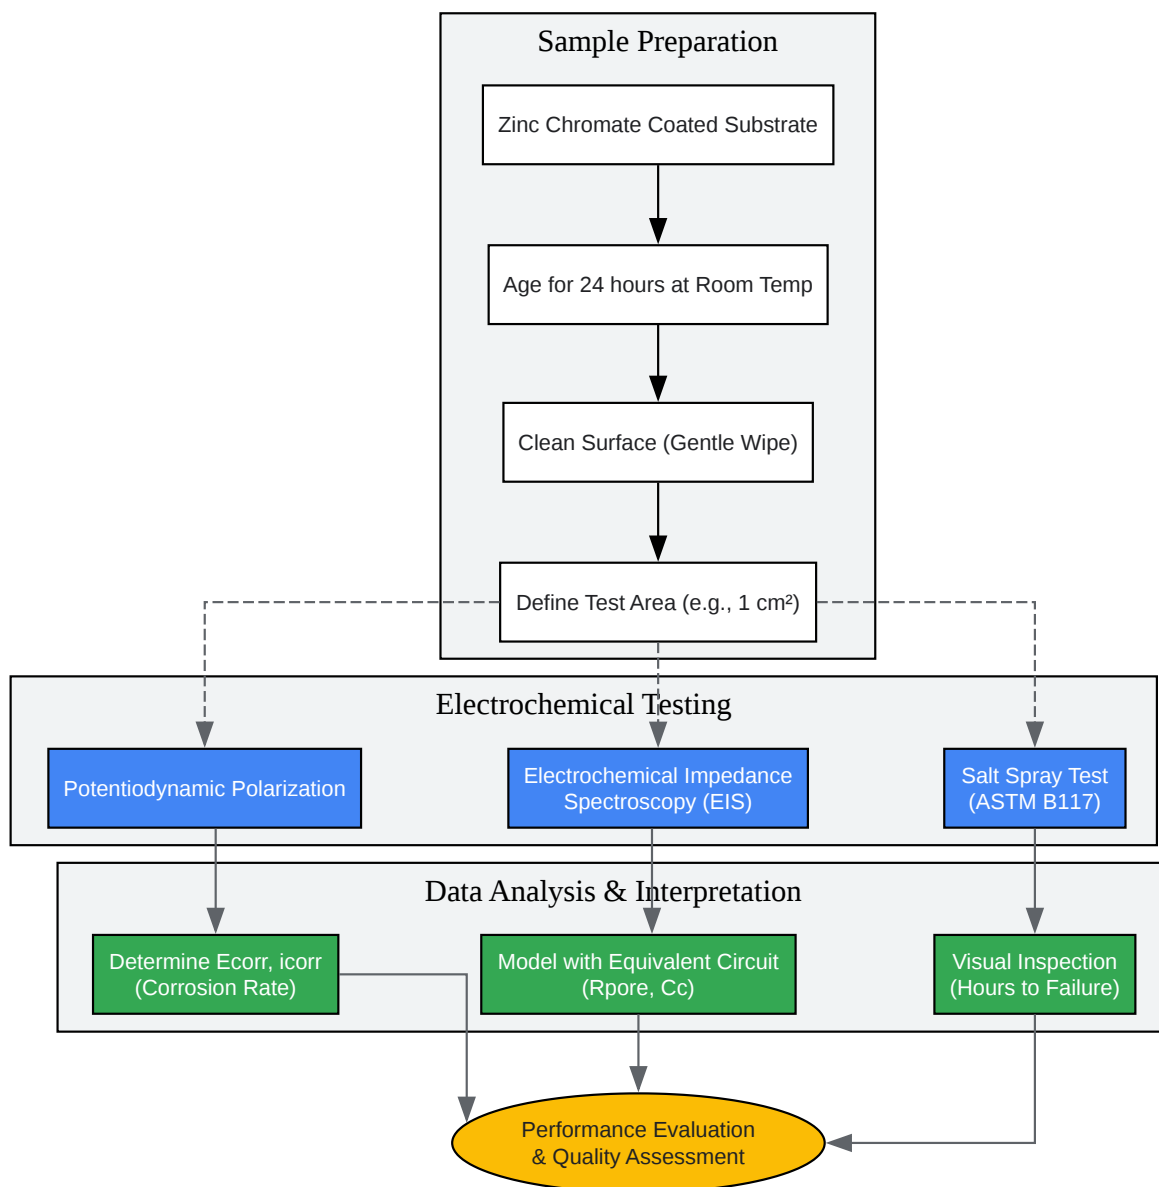 Sample Preparation
Zinc Chromate Coated Substrate
Age for 24 hours at Room Temp
Clean Surface (Gentle Wipe)
Define Test Area (e.g., 1 cm²)
Electrochemical Testing
Potentiodynamic Polarization
Electrochemical Impedance
Spectroscopy (EIS)
Salt Spray Test
(ASTM B117)
Data Analysis & Interpretation
Determine Ecorr, icorr
(Corrosion Rate)
Model with Equivalent Circuit
(Rpore, Cc)
Visual Inspection
(Hours to Failure)
Performance Evaluation
& Quality Assessment